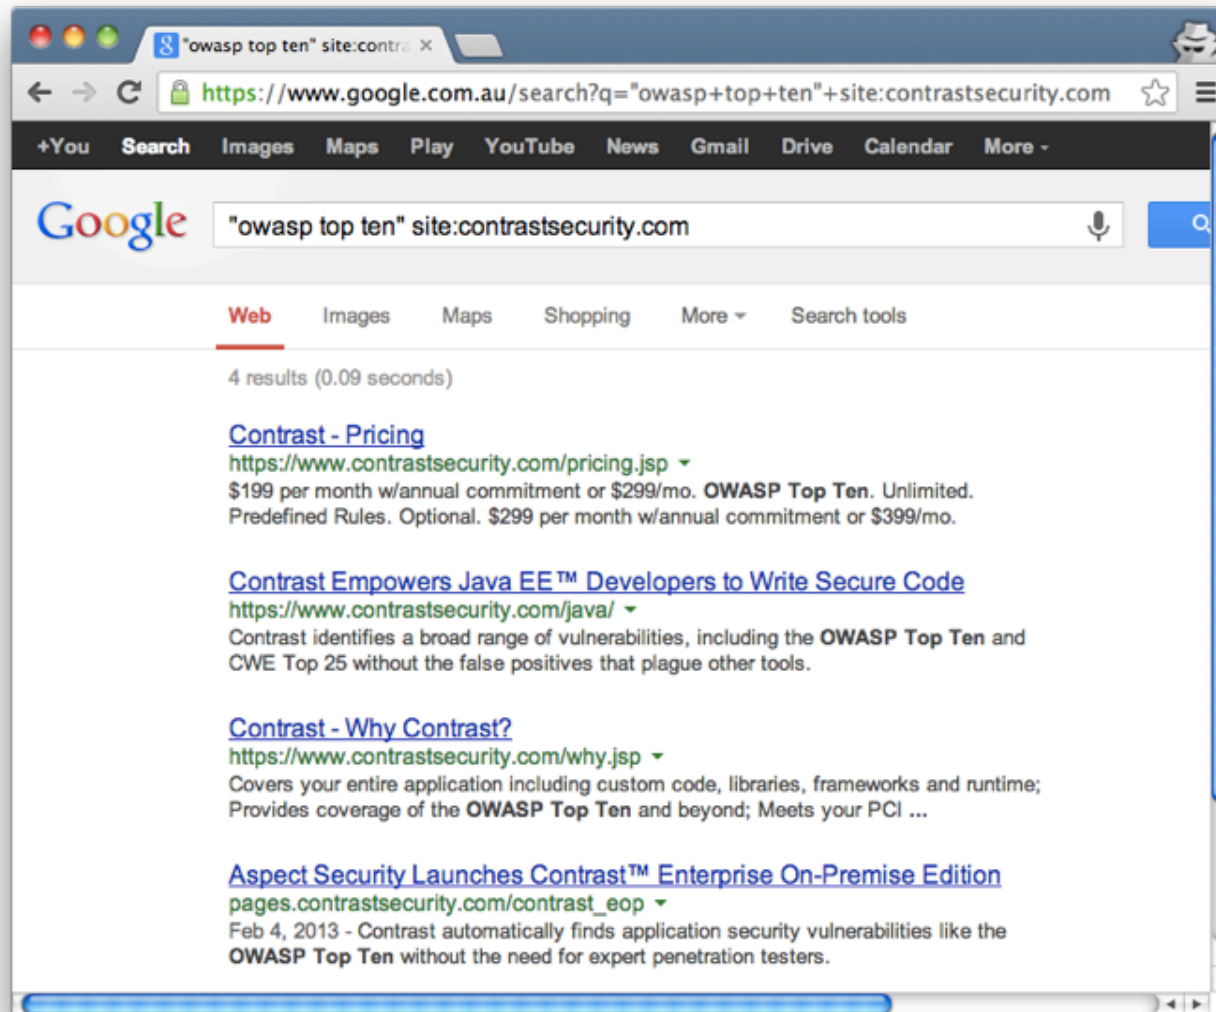 "owasp top ten" site:contra
https://www.google.com.au/search?q="owasp+top+ten"+site:contrastsecurity.com
+You Search Images Maps Play YouTube News Gmail Drive Calendar More
Google "owasp top ten" site:contrastsecurity.com
Web Images Maps Shopping More Search tools
4 results (0.09 seconds)
Contrast - Pricing
https://www.contrastsecurity.com/pricing.jsp
$199 per month w/annual commitment or $299/mo. OWASP Top Ten. Unlimited.
Predefined Rules. Optional. $299 per month w/annual commitment or $399/mo.
Contrast Empowers Java EE™ Developers to Write Secure Code
https://www.contrastsecurity.com/java/
Contrast identifies a broad range of vulnerabilities, including the OWASP Top Ten and
CWE Top 25 without the false positives that plague other tools.
Contrast - Why Contrast?
https://www.contrastsecurity.com/why.jsp
Covers your entire application including custom code, libraries, frameworks and runtime;
Provides coverage of the OWASP Top Ten and beyond; Meets your PCI ...
Aspect Security Launches Contrast™ Enterprise On-Premise Edition
pages.contrastsecurity.com/contrast_eop
Feb 4, 2013 - Contrast automatically finds application security vulnerabilities like the
OWASP Top Ten without the need for expert penetration testers.